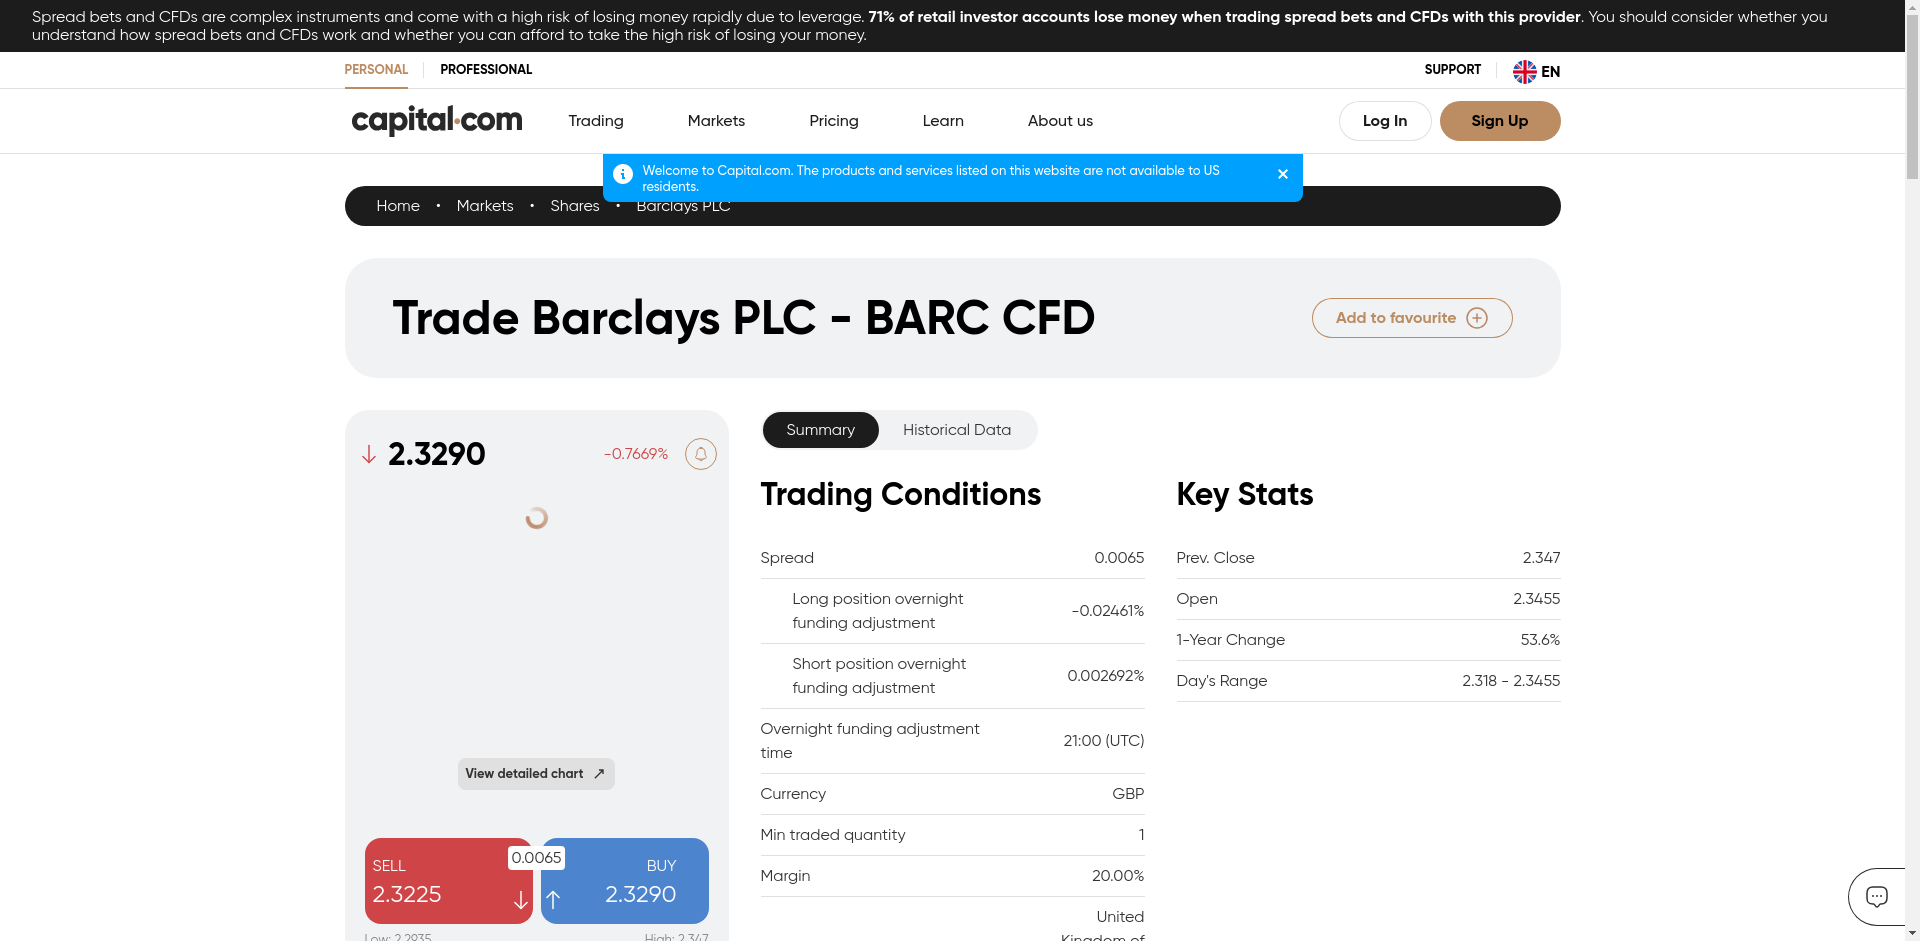 Spread bets and CFDs are complex instruments and come with a high risk of losing money rapidly due to leverage. 71% of retail investor accounts lose money when trading spread bets and CFDs with this provider. You should consider whether you
understand how spread bets and CFDs work and whether you can afford to take the high risk of losing your money.
PERSONAL PROFESSIONAL SUPPORT EN
capital.com Trading Markets Pricing Learn About us Log In Sign Up
Welcome to Capital.com. The products and services listed on this website are not available to US
residents.
Home • Markets • Shares • Barclays PLC
Trade Barclays PLC - BARC CFD
Add to favourite
2.3290 -0.7669%
View detailed chart
SELL 0.0065 BUY
2.3225 2.3290
Low: 2.2935 High: 2.347
Summary Historical Data
Trading Conditions
Spread 0.0065
Long position overnight
funding adjustment -0.02461%
Short position overnight
funding adjustment 0.002692%
Overnight funding adjustment
time 21:00 (UTC)
Currency GBP
Min traded quantity 1
Margin 20.00%
United
Kingdom of
Key Stats
Prev. Close 2.347
Open 2.3455
1-Year Change 53.6%
Day's Range 2.318 - 2.3455